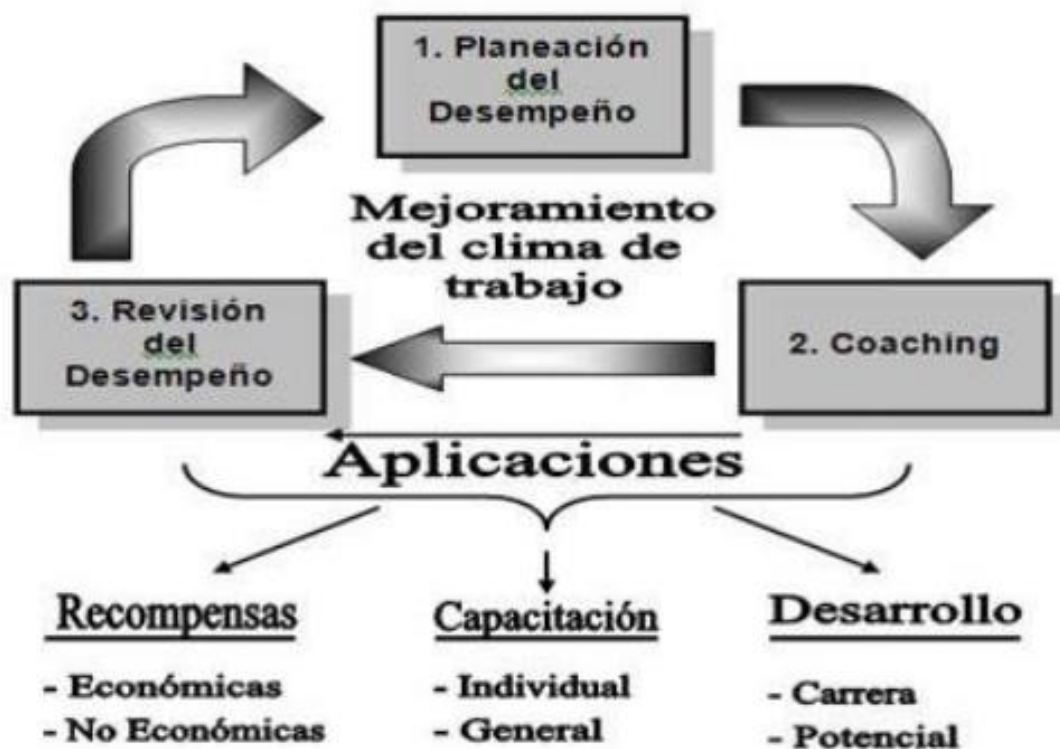 1. Planeación
del
Desempeño
Mejoramiento
del clima de
trabajo
3. Revisión
del
Desempeño
2. Coaching
Aplicaciones
Recompensas
- Económicas
- No Económicas
Capacitación
- Individual
- General
Desarrollo
- Carrera
- Potencial